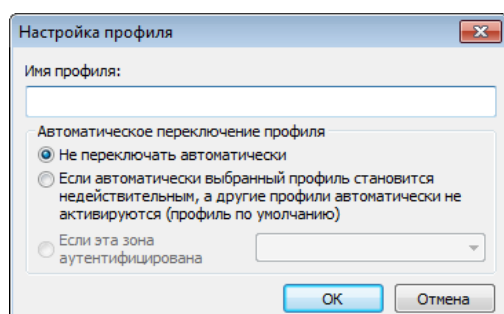 Настройка профиля
Имя профиля:
Автоматическое переключение профиля
Не переключать автоматически
Если автоматически выбранный профиль становится
недействительным, а другие профили автоматически не
активируются (профиль по умолчанию)
Если эта зона
аутентифицирована
OK
Отмена